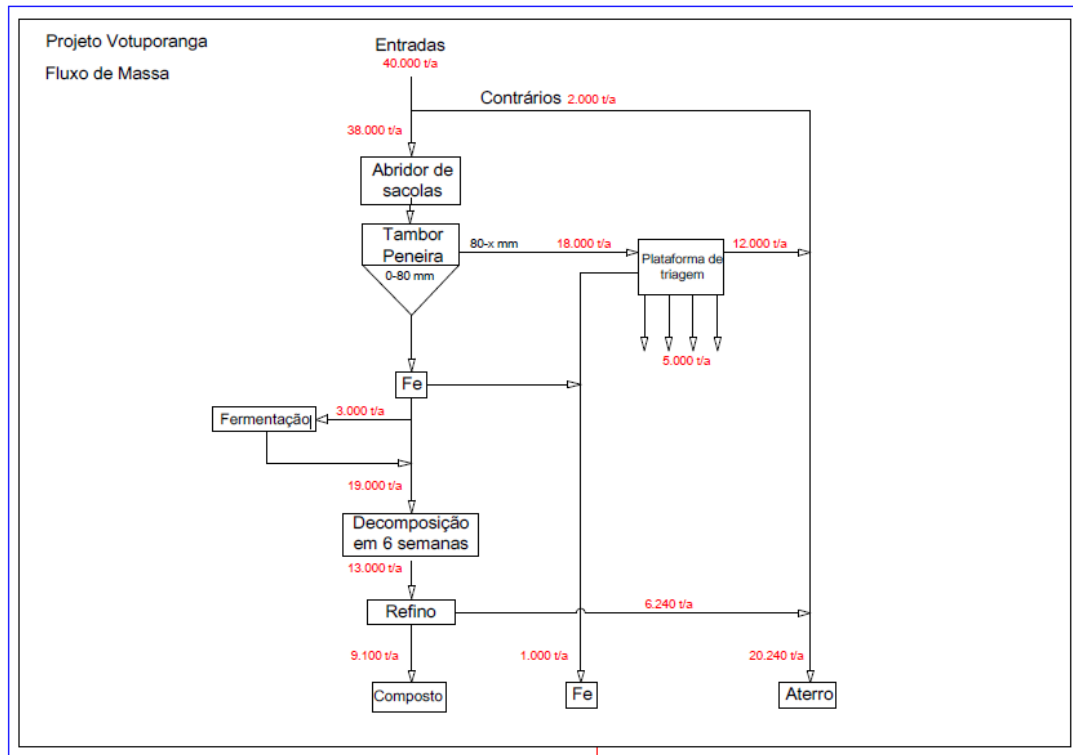 Projeto Votuporanga
Fluxo de Massa
Entradas
40.000 t/a
Contrários 2.000 t/a
38.000 t/a
Abridor de
sacolas
Tambor
Peneira
0-80 mm
80-x mm
18.000 t/a
Plataforma de
triagem
12.000 t/a
5.000 t/a
Fe
3.000 t/a
Fermentação
19.000 t/a
Decomposição
em 6 semanas
13.000 t/a
Refino
6.240 t/a
9.100 t/a
1.000 t/a
20.240 t/a
Composto
Fe
Aterro